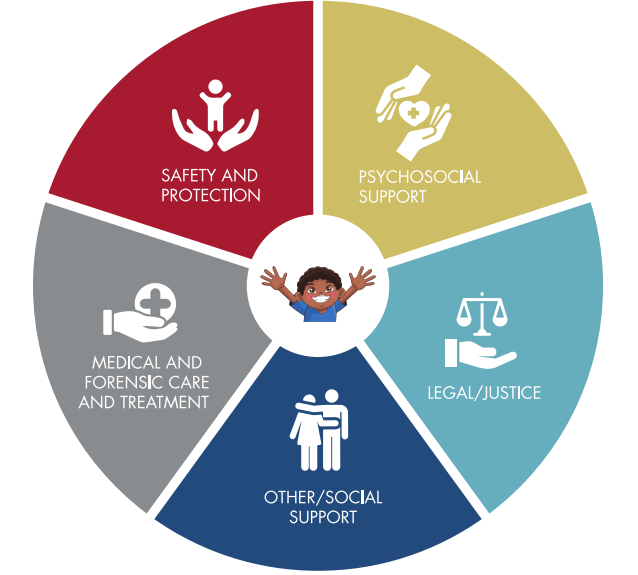 SAFETY AND
PROTECTION
PSYCHOSOCIAL
SUPPORT
MEDICAL AND
FORENSIC CARE
AND TREATMENT
LEGAL/JUSTICE
OTHER/SOCIAL
SUPPORT